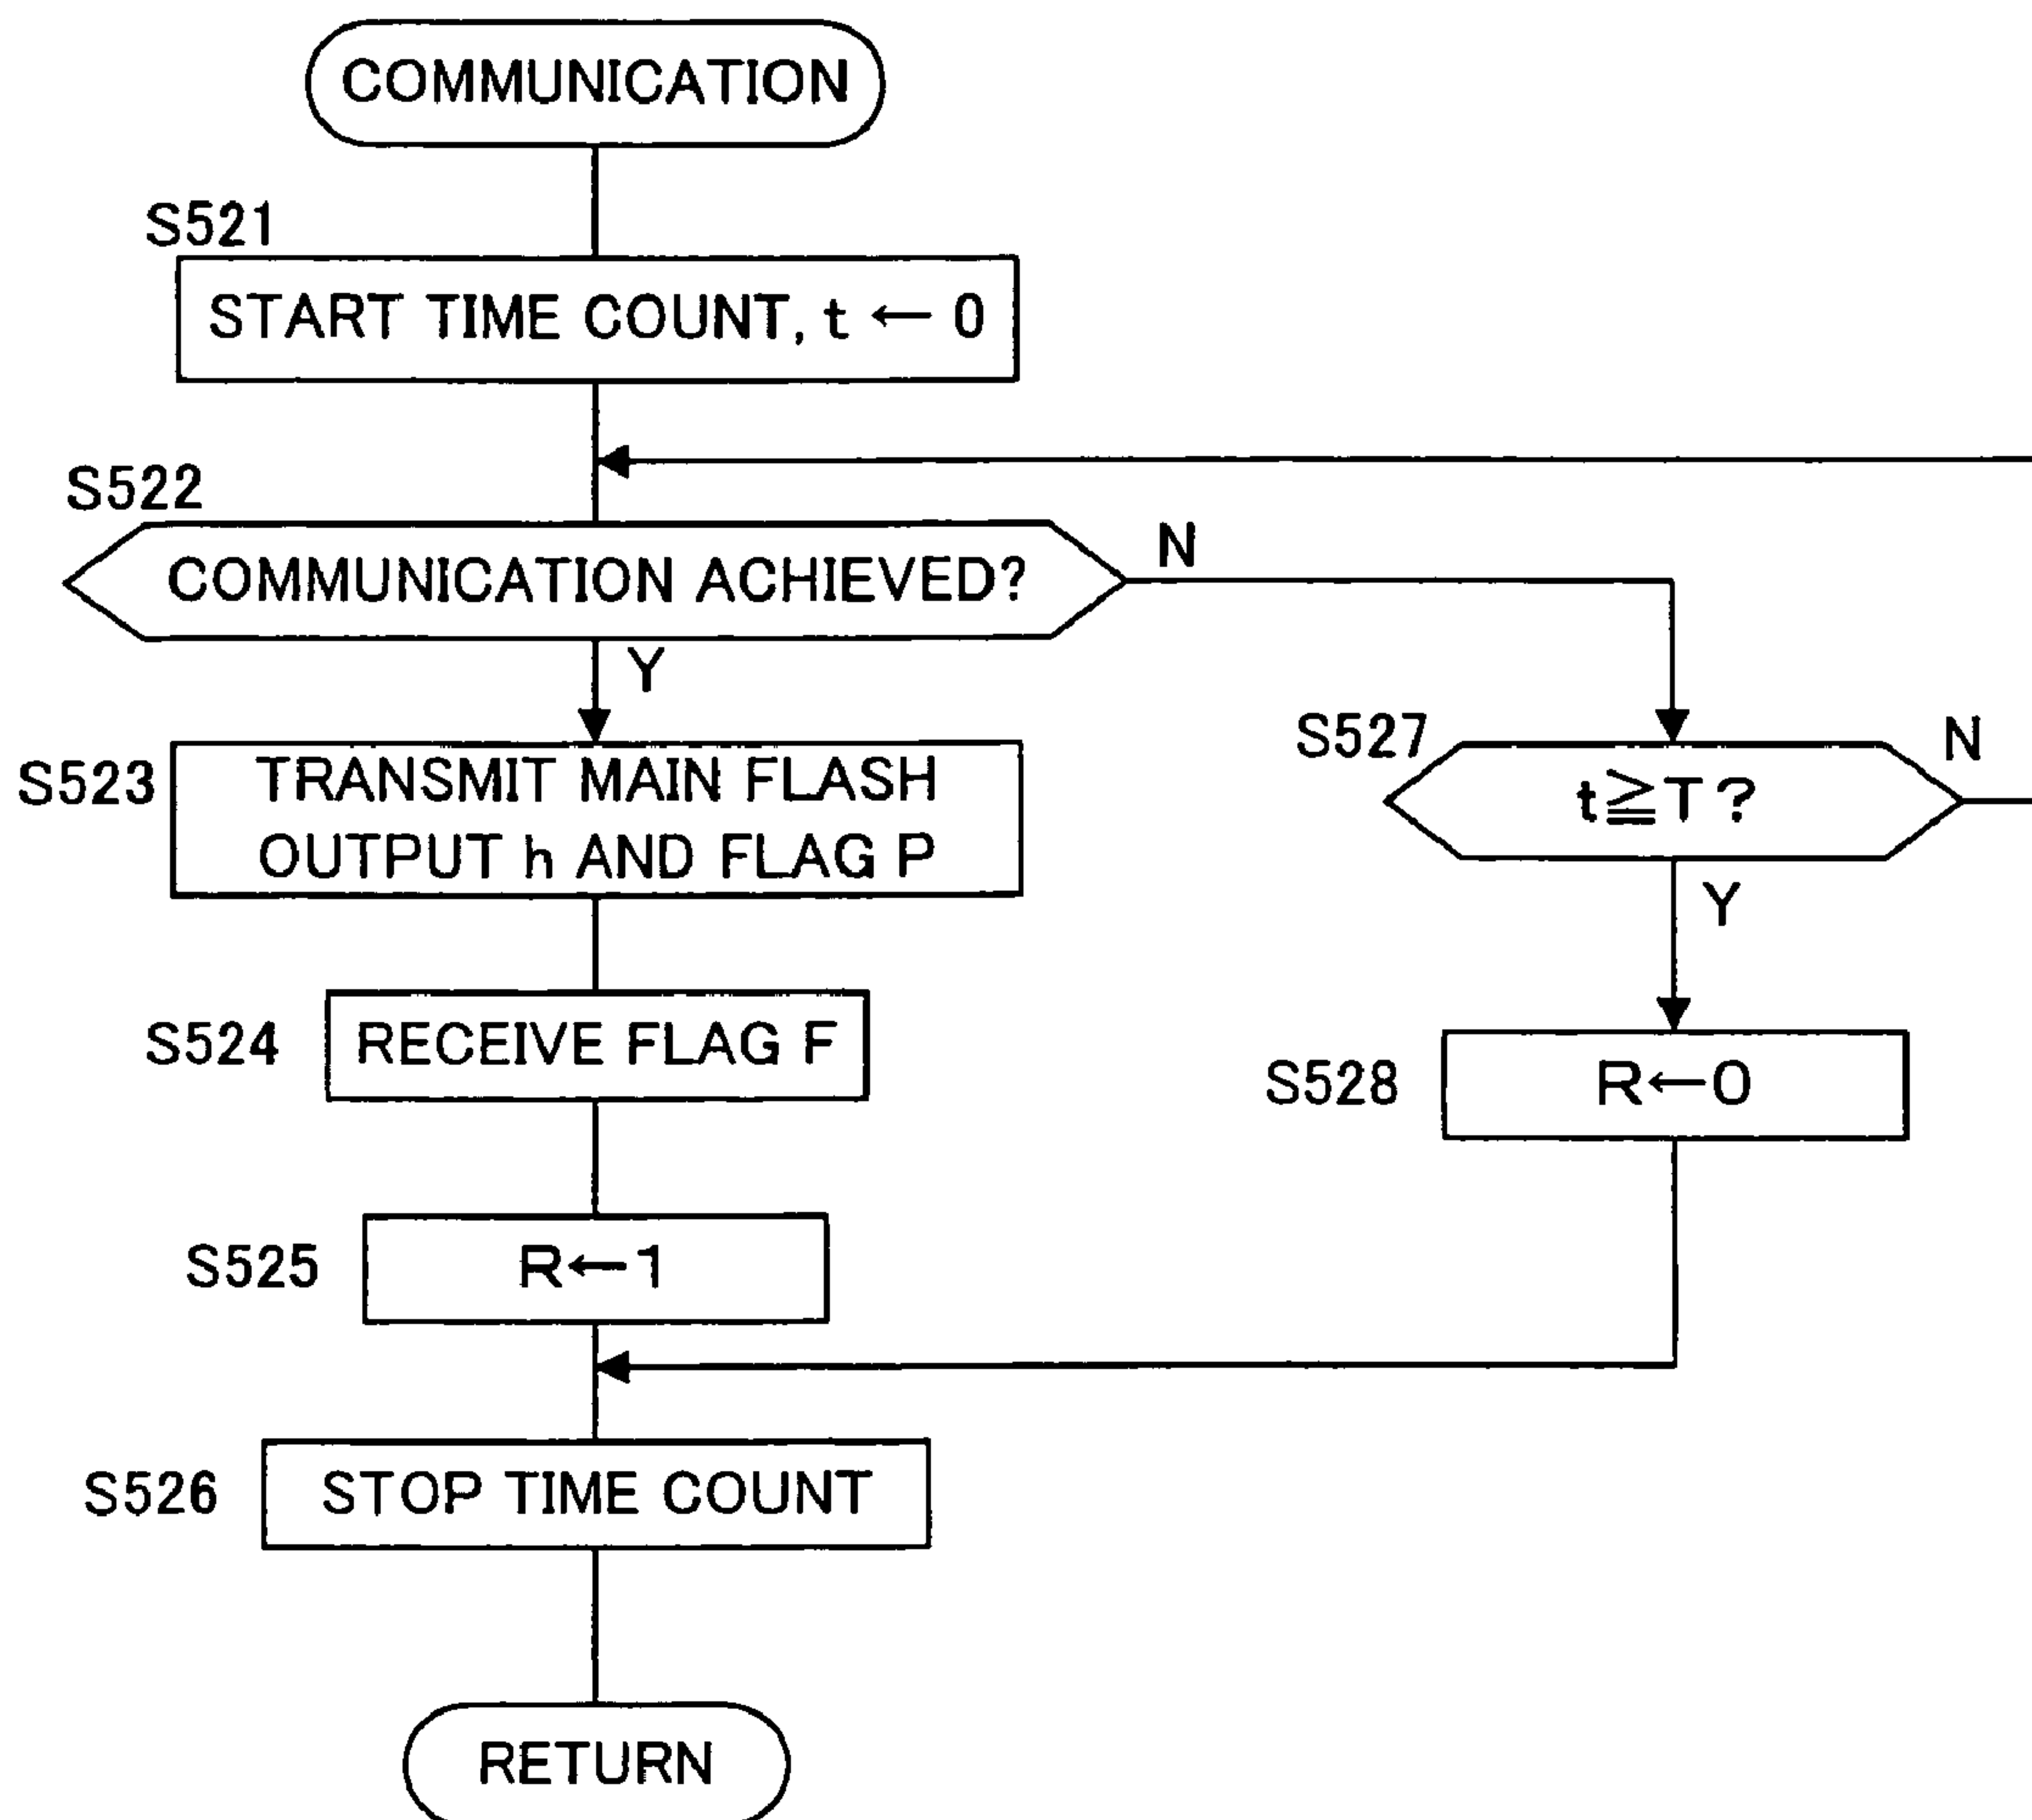 COMMUNICATION
S521
START TIME COUNT, t ← 0
S522
COMMUNICATION ACHIEVED?
N
Y
S523
TRANSMIT MAIN FLASH
OUTPUT h AND FLAG P
S527
t≧T?
N
Y
S524
RECEIVE FLAG F
S528
R←0
S525
R←1
S526
STOP TIME COUNT
RETURN